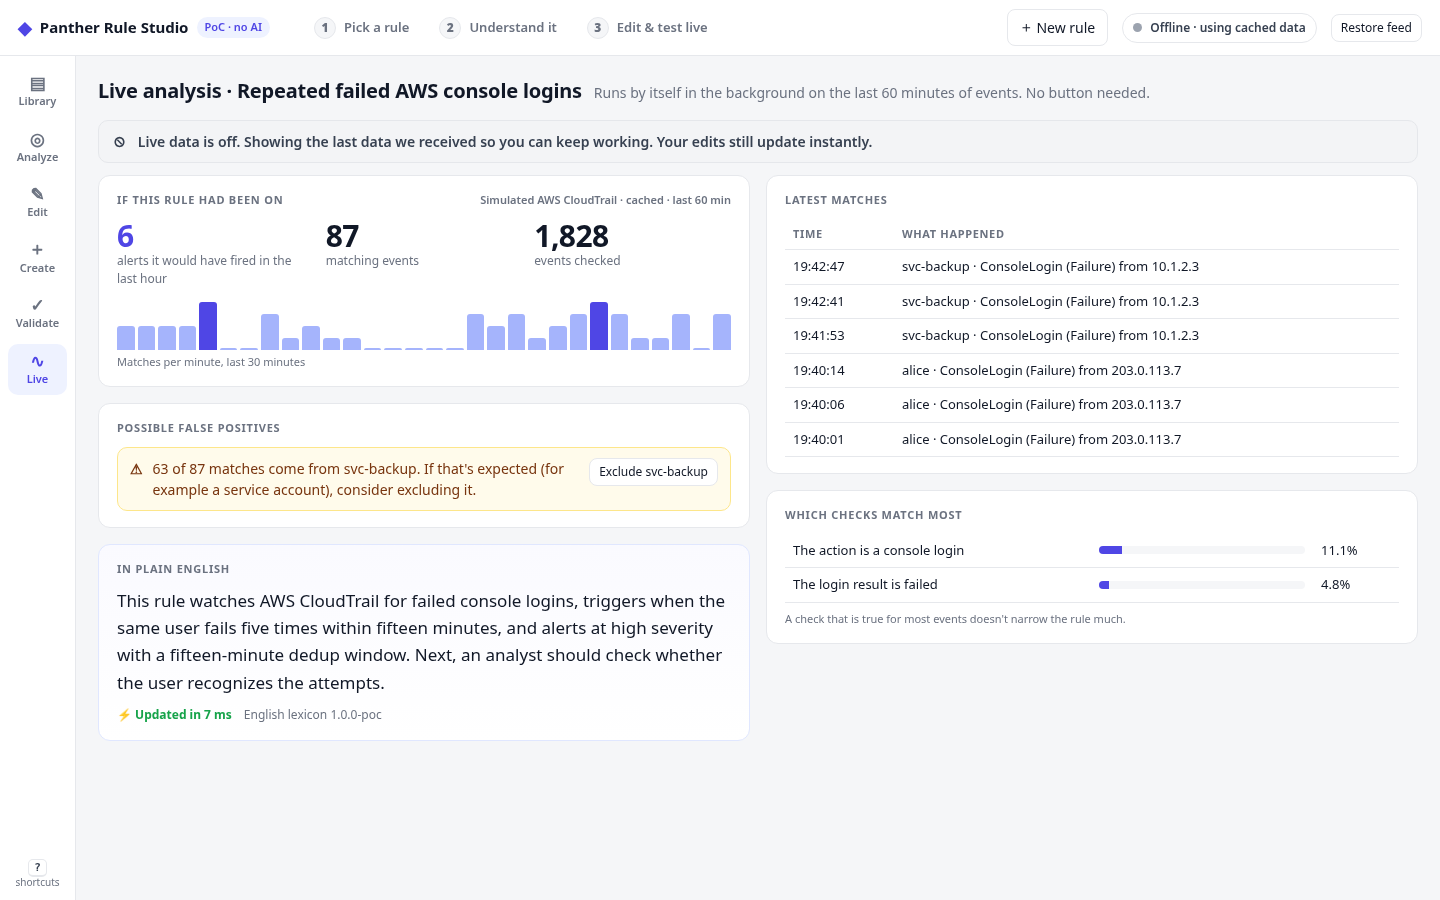 Panther Rule Studio
PoC · no AI
1 Pick a rule
2 Understand it
3 Edit & test live
+ New rule
Offline · using cached data
Restore feed
Library
Analyze
Edit
Create
Validate
Live
? 
shortcuts
Live analysis · Repeated failed AWS console logins
Runs by itself in the background on the last 60 minutes of events. No button needed.
Live data is off. Showing the last data we received so you can keep working. Your edits still update instantly.
IF THIS RULE HAD BEEN ON
Simulated AWS CloudTrail · cached · last 60 min
6
alerts it would have fired in the
last hour
87
matching events
1,828
events checked
Matches per minute, last 30 minutes
POSSIBLE FALSE POSITIVES
63 of 87 matches come from svc-backup. If that's expected (for
example a service account), consider excluding it.
Exclude svc-backup
IN PLAIN ENGLISH
This rule watches AWS CloudTrail for failed console logins, triggers when the
same user fails five times within fifteen minutes, and alerts at high severity
with a fifteen-minute dedup window. Next, an analyst should check whether
the user recognizes the attempts.
⚡ Updated in 7 ms English lexicon 1.0.0-poc
LATEST MATCHES
TIME WHAT HAPPENED
19:42:47 svc-backup · ConsoleLogin (Failure) from 10.1.2.3
19:42:41 svc-backup · ConsoleLogin (Failure) from 10.1.2.3
19:41:53 svc-backup · ConsoleLogin (Failure) from 10.1.2.3
19:40:14 alice · ConsoleLogin (Failure) from 203.0.113.7
19:40:06 alice · ConsoleLogin (Failure) from 203.0.113.7
19:40:01 alice · ConsoleLogin (Failure) from 203.0.113.7
WHICH CHECKS MATCH MOST
The action is a console login 11.1%
The login result is failed 4.8%
A check that is true for most events doesn't narrow the rule much.